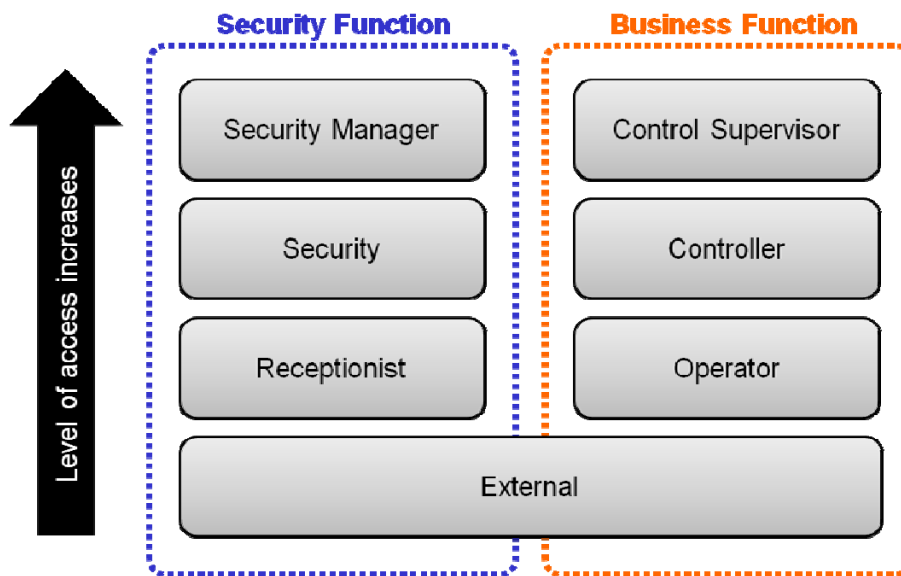 Security Function
Business Function
Security Manager
Control Supervisor
Security
Controller
Receptionist
Operator
External
Level of access increases